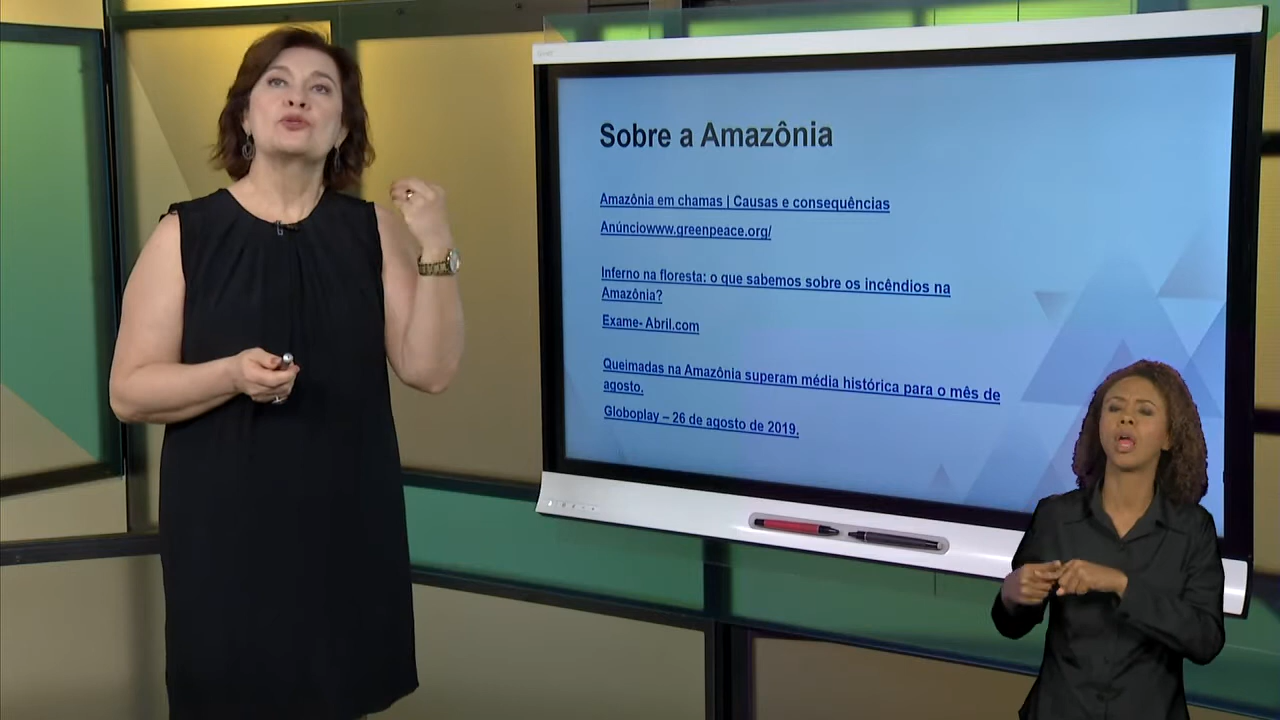 Sobre a Amazônia
Amazônia em chamas | Causas e consequências
Anúnciowww.greenpeace.org/
Inferno na floresta: o que sabemos sobre os incêndios na
Amazônia?
Exame- Abril.com
Queimadas na Amazônia superam média histórica para o mês de
agosto.
Globoplay – 26 de agosto de 2019.